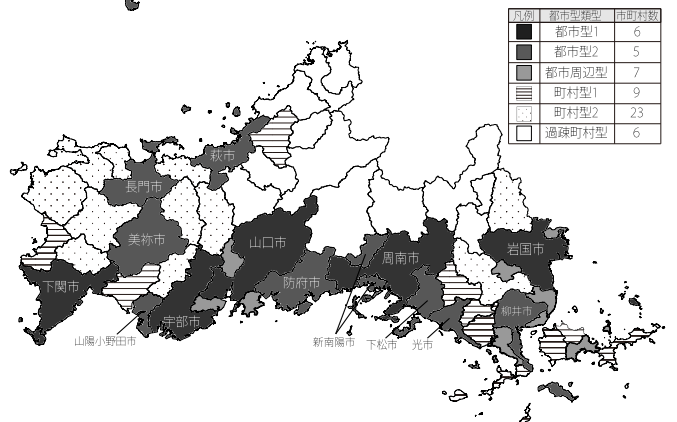 凡例 都市型類型 市町村数
都市型1 6
都市型2 5
都市周辺型 7
町村型1 9
町村型2 23
過疎町村型 6
萩市
長門市
美祢市
山口市
岩国市
周南市
下関市
防府市
柳井市
宇部市
山陽小野田市
新南陽市
下松市
光市